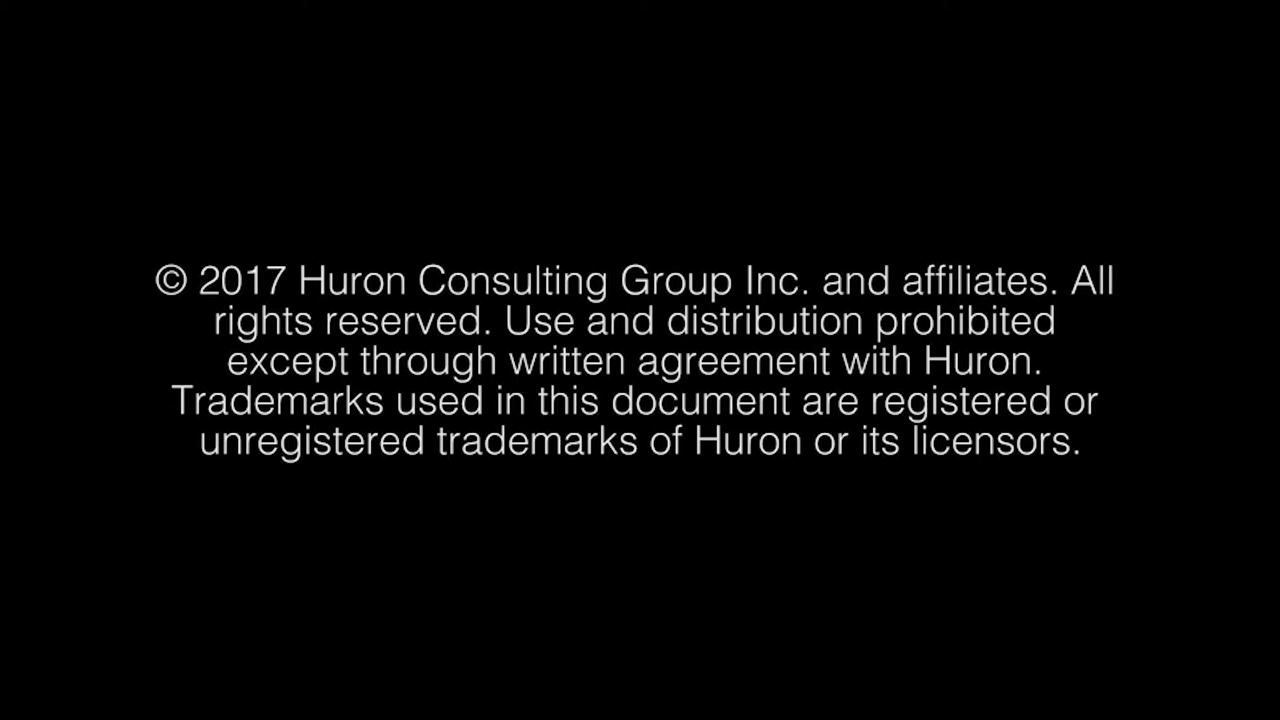 © 2017 Huron Consulting Group Inc. and affiliates. All
rights reserved. Use and distribution prohibited
except through written agreement with Huron.
Trademarks used in this document are registered or
unregistered trademarks of Huron or its licensors.